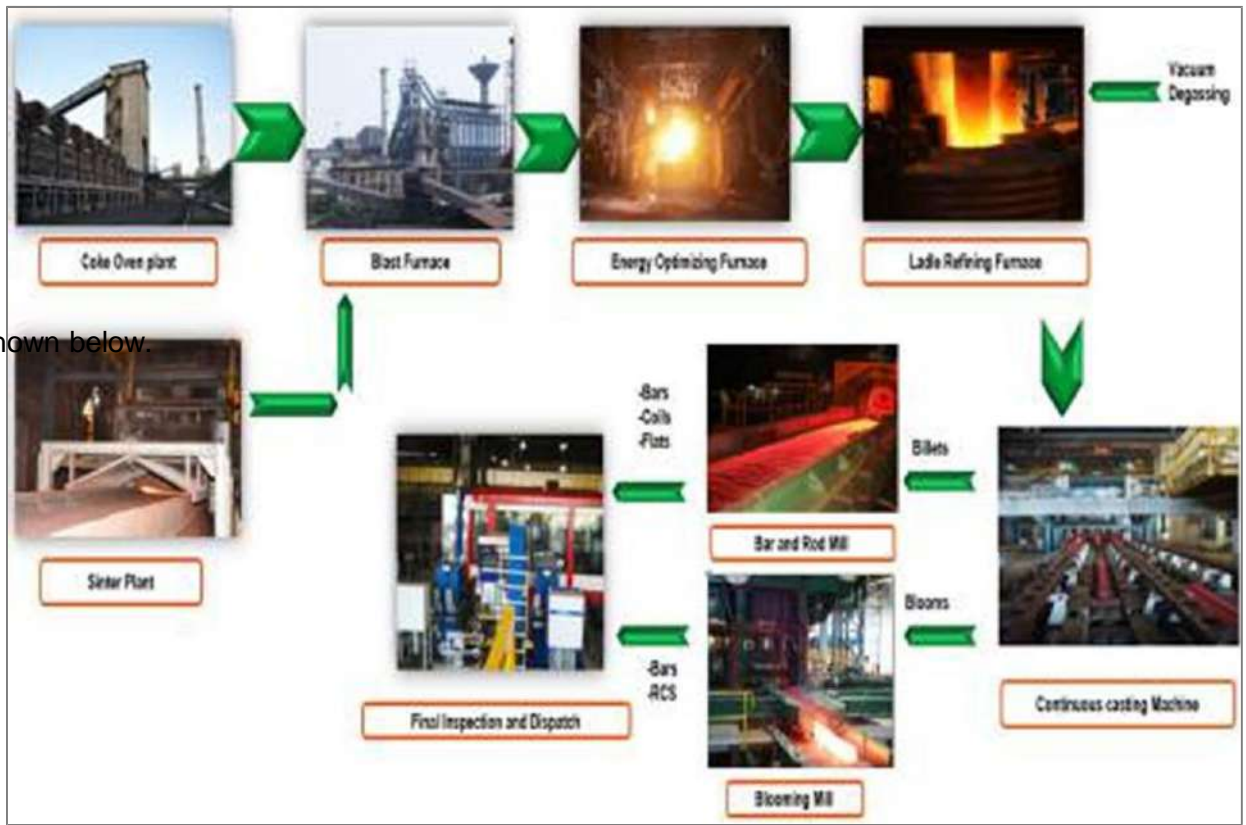 Vacuum
Degassing
Coke Oven plant
Blast Furnace
Energy Optimizing Furnace
Ladle Refining Furnace
nown below.
-Bars
-Coils
-Flats
Billets
Bar and Rod Mill
Sinter Plant
Blooms
-Bars
-RCS
Continuous casting Machine
Final Inspection and Dispatch
Blooming Mill